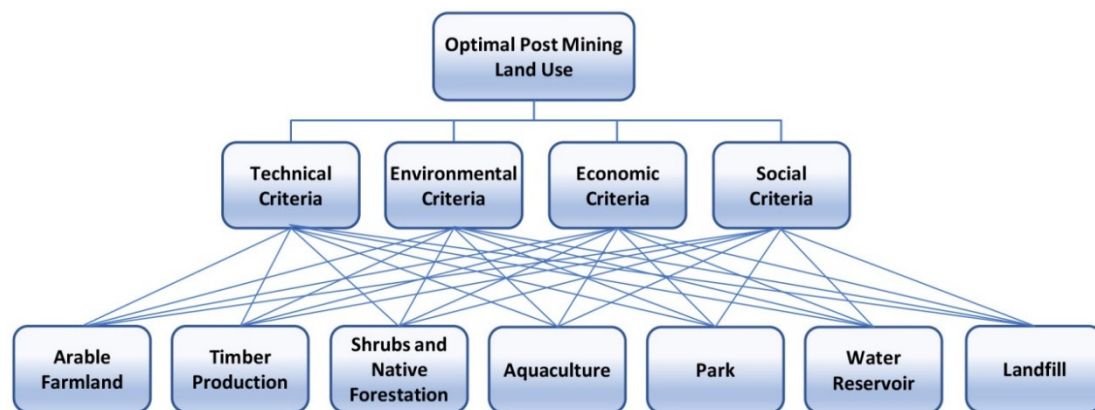 Optimal Post Mining
Land Use
Technical
Criteria
Environmental
Criteria
Economic
Criteria
Social
Criteria
Arable
Farmland
Timber
Production
Shrubs and
Native
Forestation
Aquaculture
Park
Water
Reservoir
Landfill